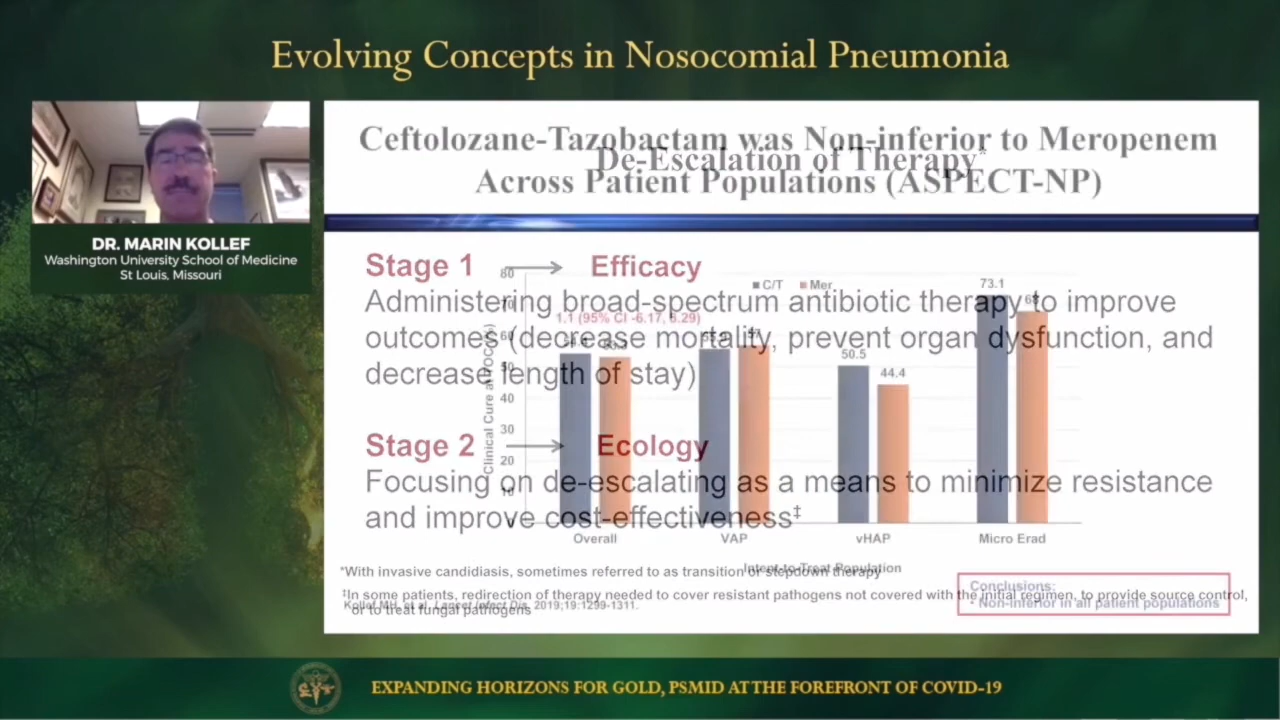 Evolving Concepts in Nosocomial Pneumonia
DR. MARIN KOLLEF
Washington University School of Medicine
St Louis, Missouri
Ceftolozane-Tazobactam was Non-inferior to Meropenem
Across Patient Populations (ASPECT-NP)
De-Escalation of Therapy*
Stage 1 Efficacy
Administering broad-spectrum antibiotic therapy to improve
outcomes (decrease mortality, prevent organ dysfunction, and
decrease length of stay)
Stage 2 Ecology
Focusing on de-escalating as a means to minimize resistance
and improve cost-effectiveness‡
*With invasive candidiasis, sometimes referred to as transition or stepdown therapy
‡In some patients, redirection of therapy needed to cover resistant pathogens not covered with the initial regimen, to provide source control,
or to treat fungal pathogens
C/T Mer
1.1 (95% CI -6.17, 8.29)
Clinical Cure at
80
70
60
50
40
30
20
10
0
50.5
44.4
73.1
Overall VAP vHAP Micro Erad
Intent-to-Treat Population
Kollef MH, et al. Lancet Infect Dis. 2019;19:1299-1311.
Conclusions:
• Non-inferior in all patient populations
EXPANDING HORIZONS FOR GOLD, PSMID AT THE FOREFRONT OF COVID-19